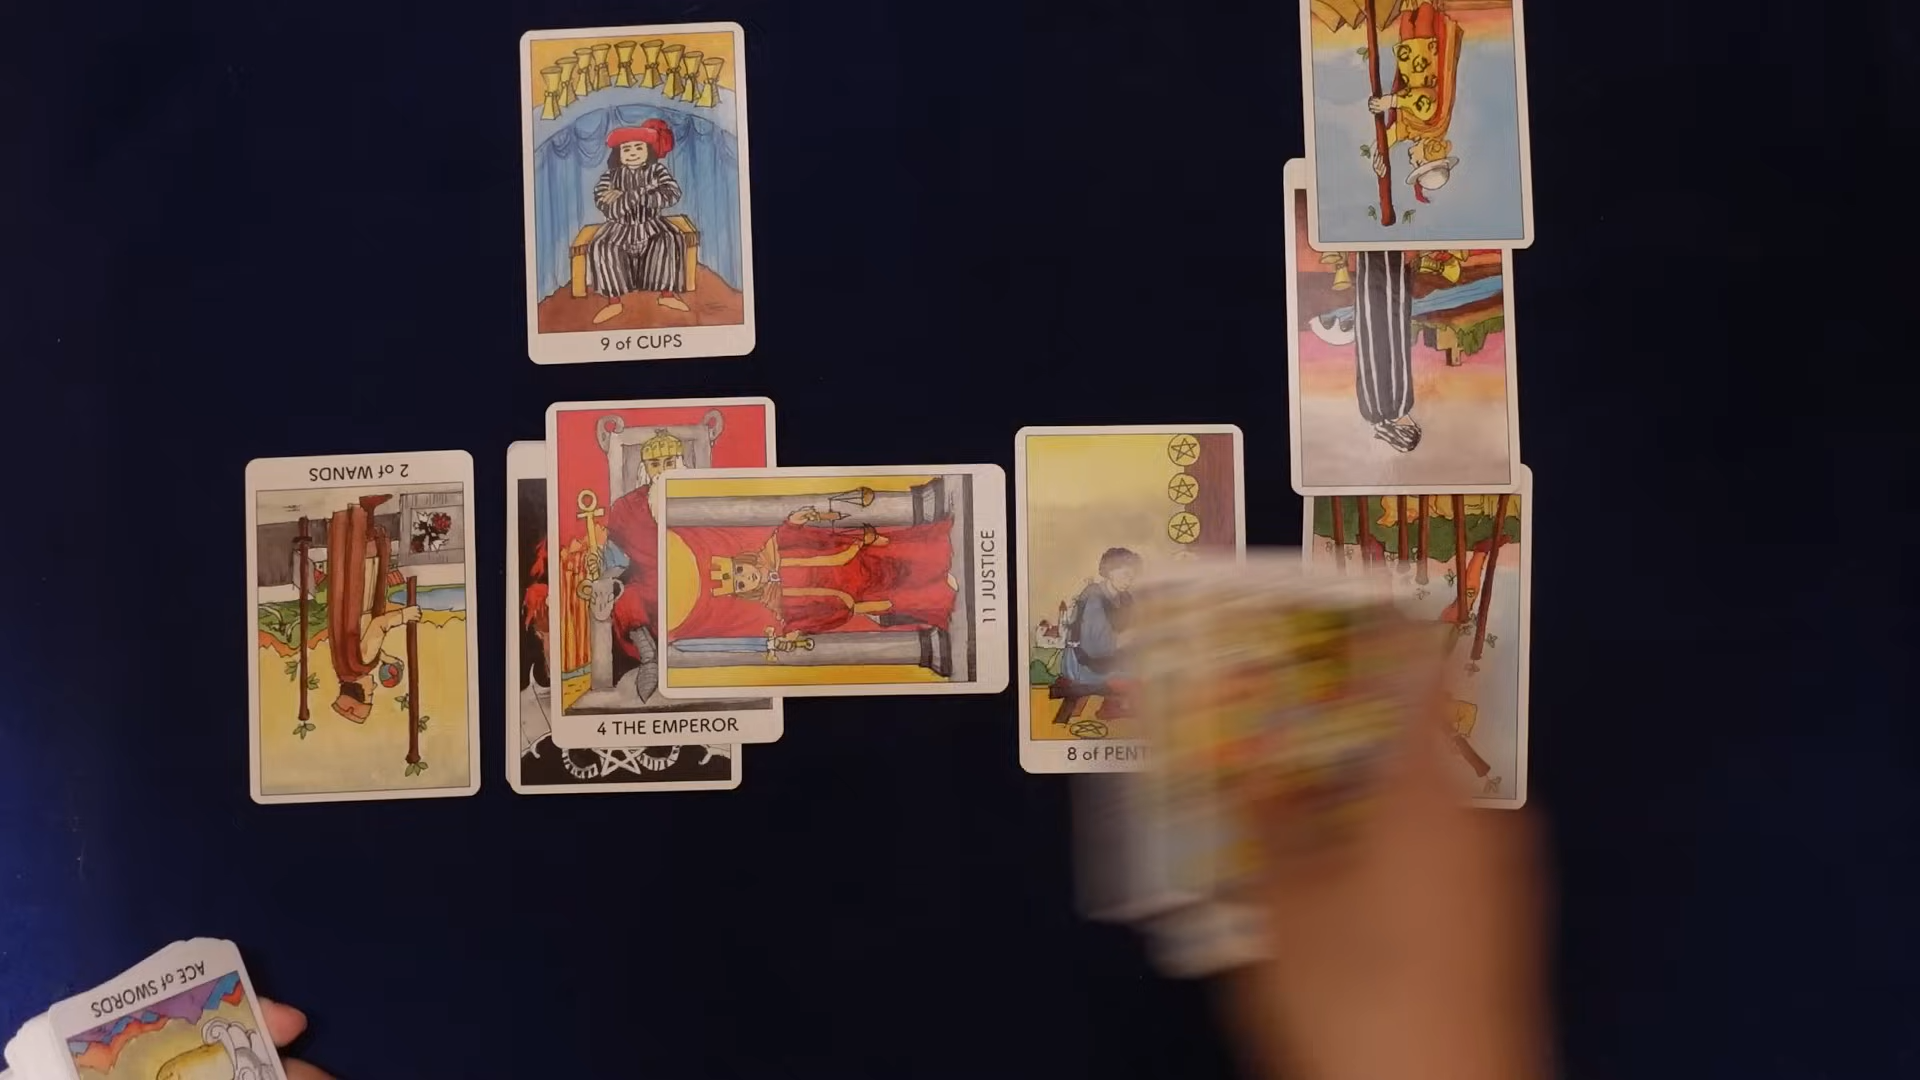 9 of CUPS
2 of WANDS
4 THE EMPEROR
11 JUSTICE
8 of PENT
ACE of SWORDS